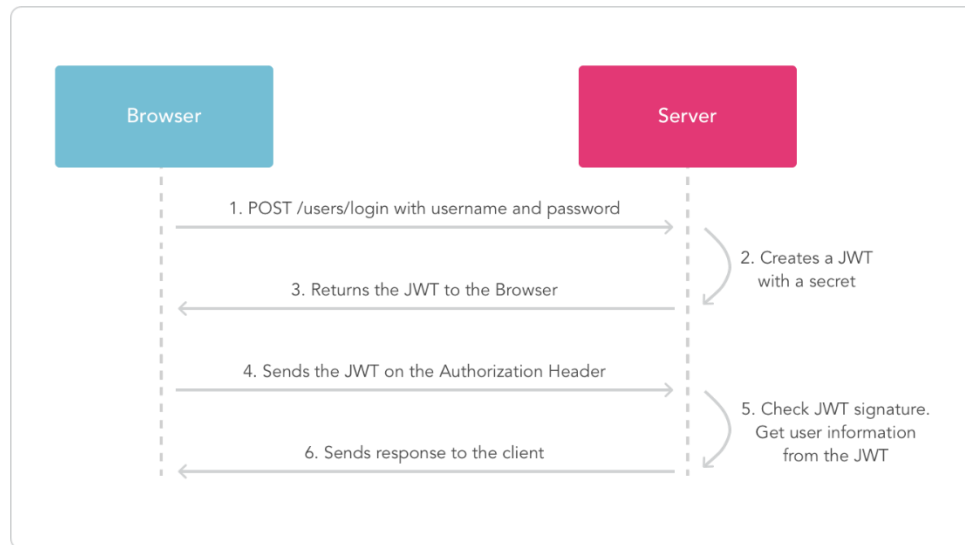 Browser
Server
1. POST /users/login with username and password
2. Creates a JWT
with a secret
3. Returns the JWT to the Browser
4. Sends the JWT on the Authorization Header
5. Check JWT signature.
Get user information
from the JWT
6. Sends response to the client